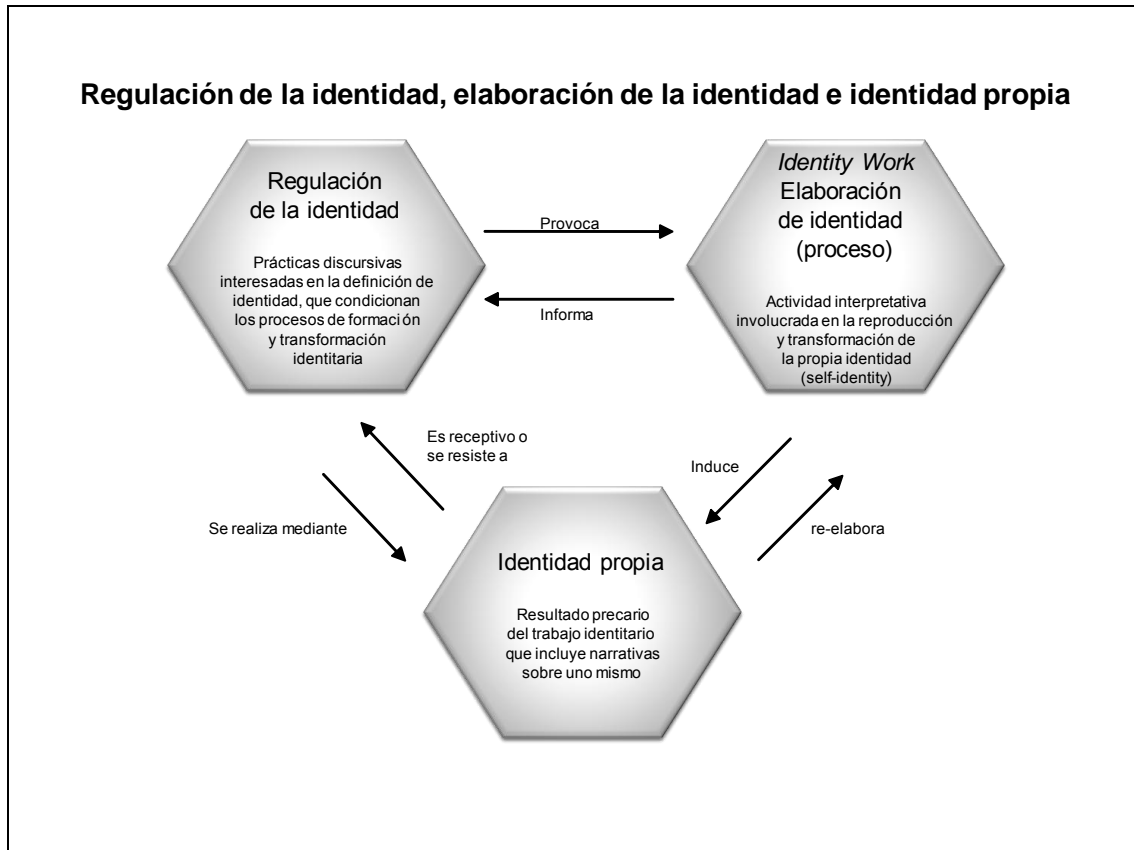 Regulación de la identidad, elaboración de la identidad e identidad propia
Regulación
de la identidad
Prácticas discursivas
interesadas en la definición de
identidad, que condicionan
los procesos de formación
y transformación
identitaria
Provoca
Informa
Identity Work
Elaboración
de identidad
(proceso)
Actividad interpretativa
involucrada en la reproducción
y transformación de
la propia identidad
(self-identity)
Es receptivo o
se resiste a
Se realiza mediante
Induce
re-elabora
Identidad propia
Resultado precario
del trabajo identitario
que incluye narrativas
sobre uno mismo